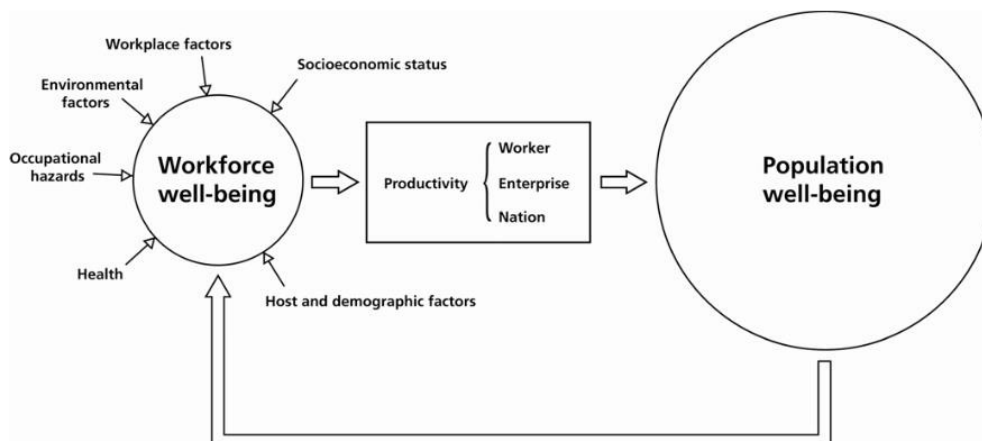 Workplace factors
Socioeconomic status
Environmental
factors
Occupational
hazards
Workforce
well-being
Health
Host and demographic factors
Productivity
Worker
Enterprise
Nation
Population
well-being